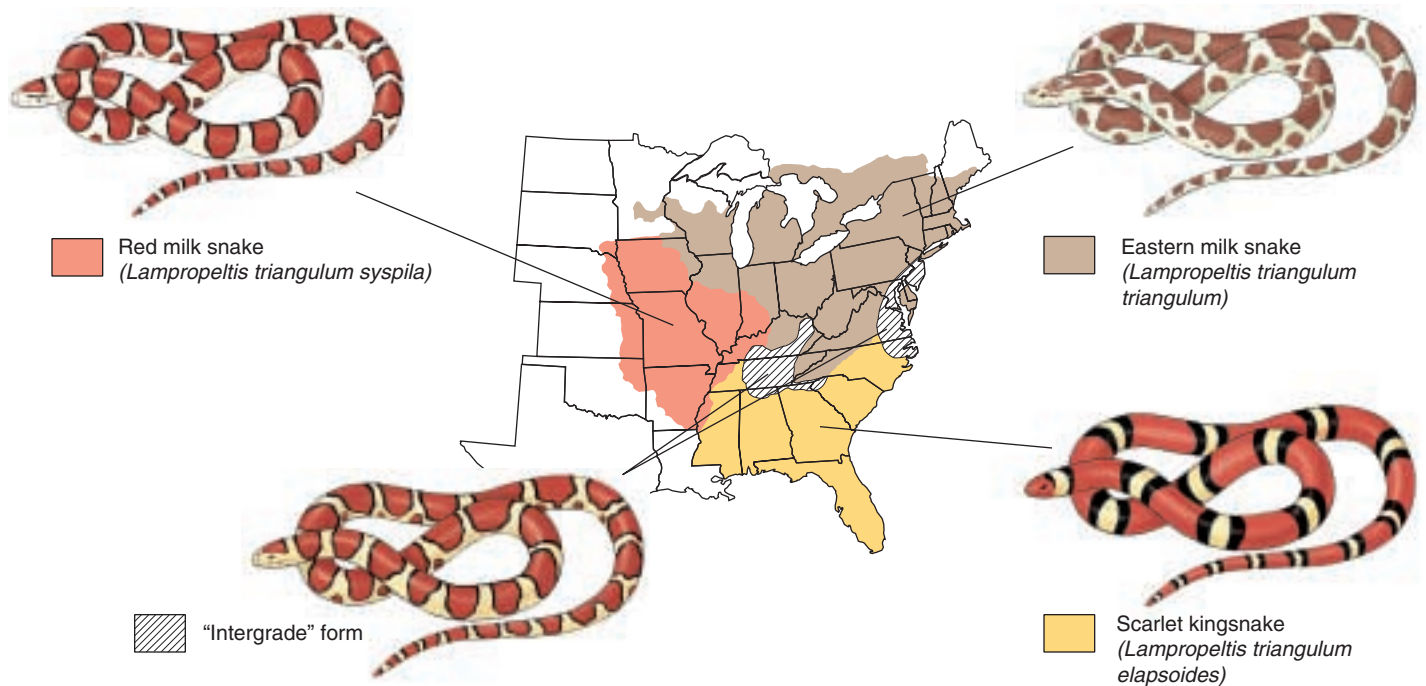 Red milk snake
(Lampropeltis triangulum syspila)
Eastern milk snake
(Lampropeltis triangulum
triangulum)
"Intergrade" form
Scarlet kingsnake
(Lampropeltis triangulum
elapsoides)